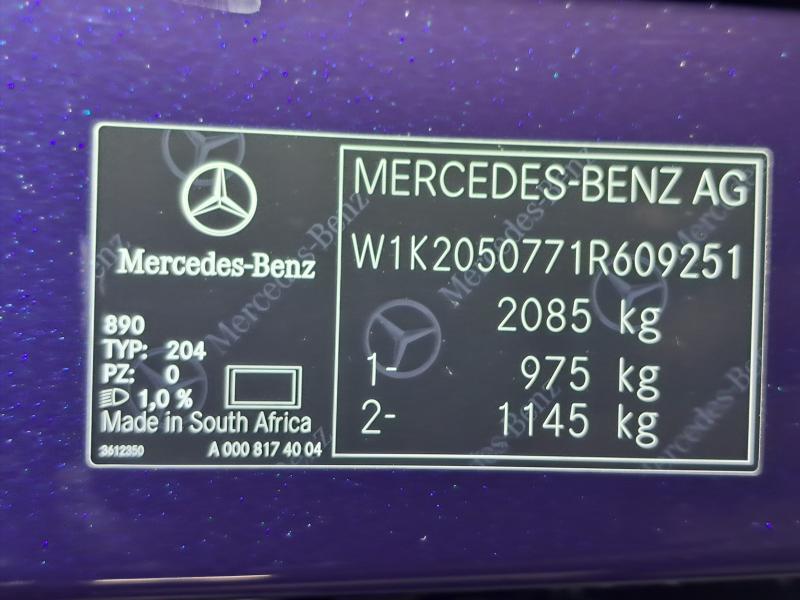 Mercedes-Benz
890
TYP: 204
PZ: 0
1,0 %
Made in South Africa
3612350 A 000 817 40 04
MERCEDES-BENZ AG
W1K2050771R609251
2085 kg
1- 975 kg
2- 1145 kg